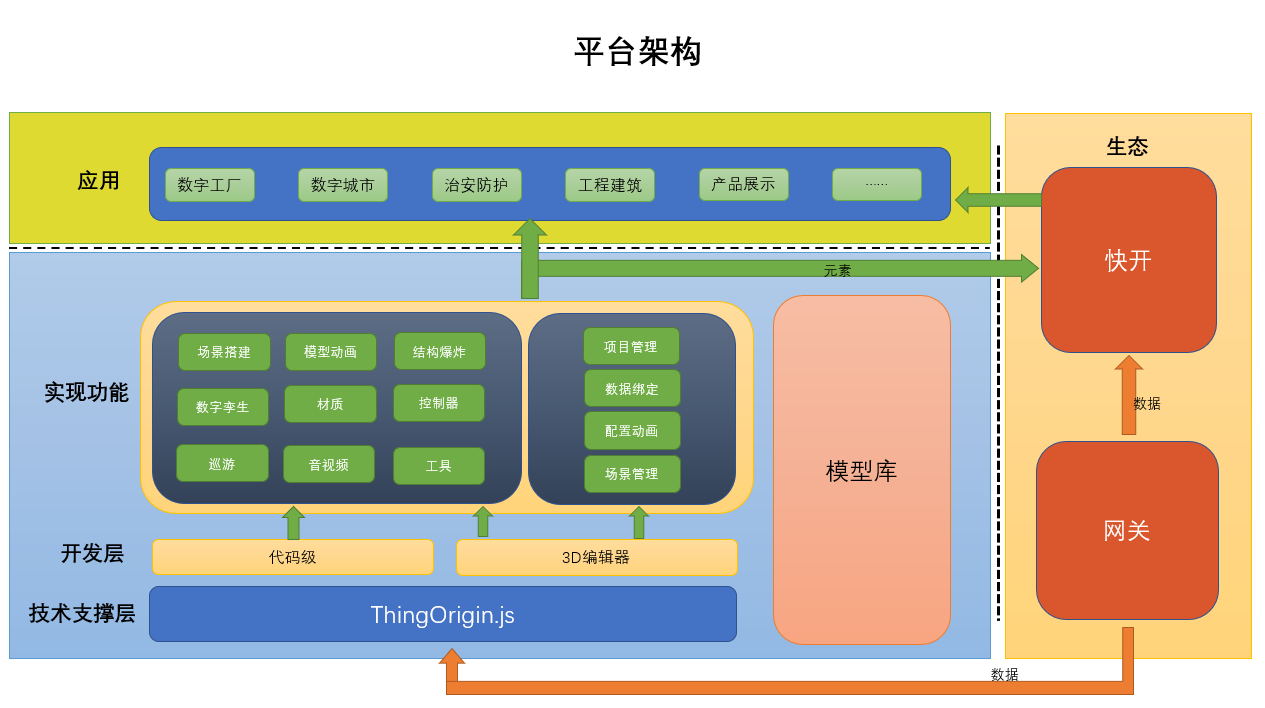 平台架构
应用
数字工厂
数字城市
治安防护
工程建筑
产品展示
······
生态
快开
元素
实现功能
场景搭建
模型动画
结构爆炸
数字孪生
材质
控制器
巡游
音视频
工具
项目管理
数据绑定
配置动画
场景管理
模型库
数据
网关
开发层
代码级
3D编辑器
技术支撑层
ThingOrigin.js
数据